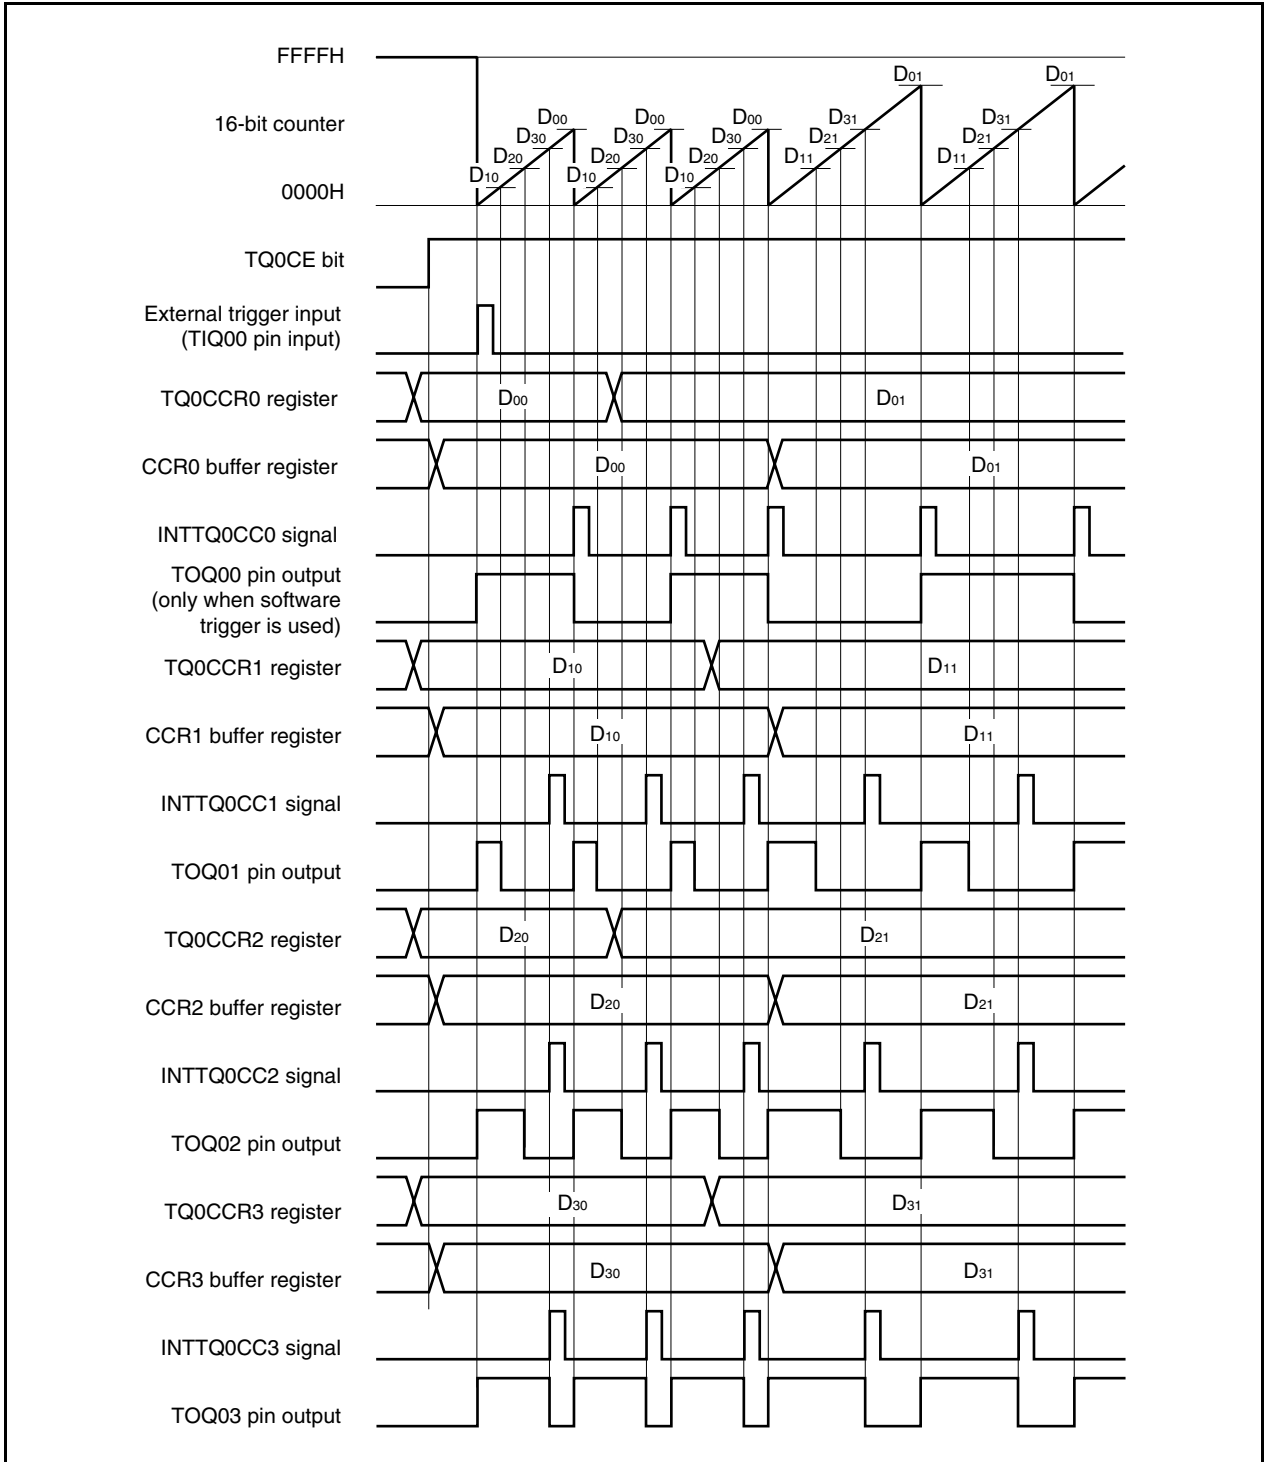 FFFFH
D01 D01
16-bit counter
D00 D00 D00 D31 D31
D30 D30 D30 D21 D21
D20 D20 D20 D11 D11
D10 D10 D10
0000H
TQ0CE bit
External trigger input
(TIQ00 pin input)
TQ0CCR0 register D00 D01
CCR0 buffer register D00 D01
INTTQ0CC0 signal
TOQ00 pin output
(only when software
trigger is used)
TQ0CCR1 register D10 D11
CCR1 buffer register D10 D11
INTTQ0CC1 signal
TOQ01 pin output
TQ0CCR2 register D20 D21
CCR2 buffer register D20 D21
INTTQ0CC2 signal
TOQ02 pin output
TQ0CCR3 register D30 D31
CCR3 buffer register D30 D31
INTTQ0CC3 signal
TOQ03 pin output